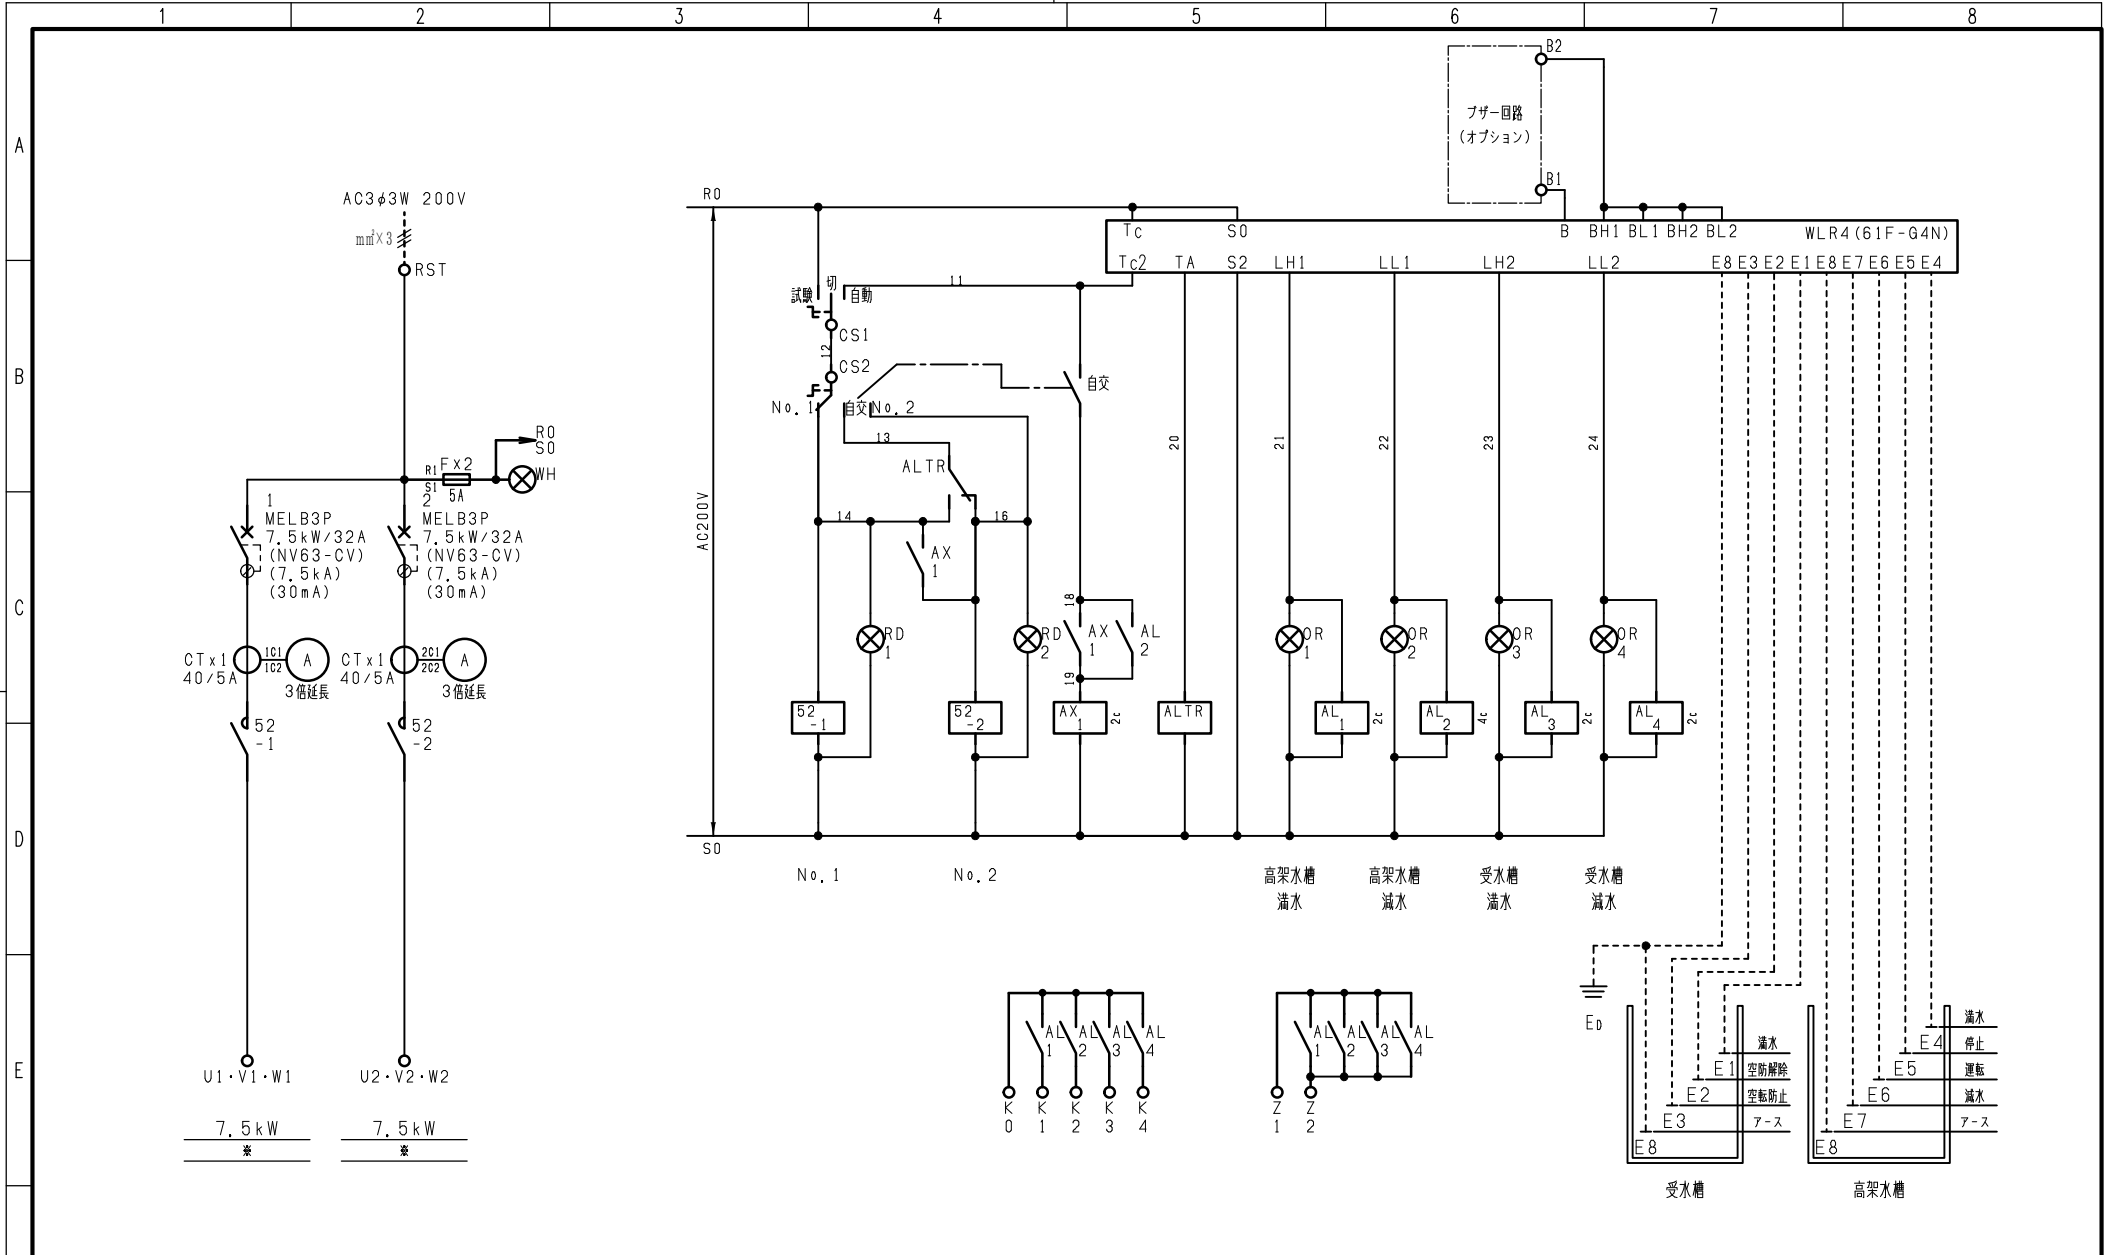 1 2 3 4 5 6 7 8
A
B
C
D
E
AC3φ3W 200V
mm²×3
RST
R0
S0
R1
S1
F×2
5A
WH
1
MELB3P
7.5kW/32A
(NV63-CV)
(7.5kA)
(30mA)
2
MELB3P
7.5kW/32A
(NV63-CV)
(7.5kA)
(30mA)
CT×1
40/5A
1C1
1C2
A
3倍延長
CT×1
40/5A
2C1
2C2
A
3倍延長
52
-1
52
-2
U1・V1・W1
U2・V2・W2
7.5kW
※
7.5kW
※
ブザー回路
(オプション)
B2
B1
R0
AC200V
S0
Tc S0 B BH1 BL1 BH2 BL2 WLR4(61F-G4N)
Tc2 TA S2 LH1 LL1 LH2 LL2 E8 E3 E2 E1 E8 E7 E6 E5 E4
試験 切 自動
11
CS1
12
CS2
No.1 自交 No.2
自交
13
ALTR
14
16
AX
1
20
21
22
23
24
RD
1
RD
2
18
AX
1
AL
2
19
OR
1
OR
2
OR
3
OR
4
52
-1
52
-2
AX
1
2c
ALTR
AL
1
2c
AL
2
4c
AL
3
2c
AL
4
2c
No.1
No.2
高架水槽
満水
高架水槽
減水
受水槽
満水
受水槽
減水
AL
1
AL
2
AL
3
AL
4
K
0
K
1
K
2
K
3
K
4
AL
1
AL
2
AL
3
AL
4
Z
1
Z
2
ED
満水
E1 空防解除
E2 空転防止
E3 アース
E8
受水槽
満水
E4 停止
E5 運転
E6 減水
E7 アース
E8
高架水槽